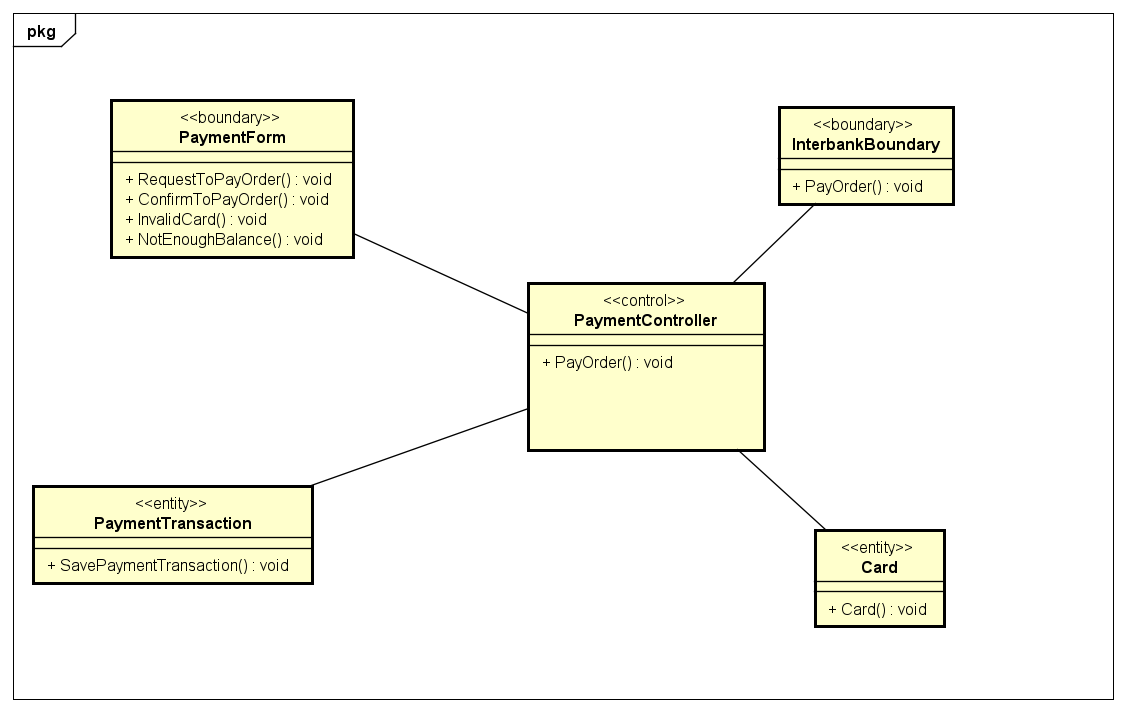 pkg
<<boundary>>
PaymentForm
+ RequestToPayOrder() : void
+ ConfirmToPayOrder() : void
+ InvalidCard() : void
+ NotEnoughBalance() : void
<<boundary>>
InterbankBoundary
+ PayOrder() : void
<<control>>
PaymentController
+ PayOrder() : void
<<entity>>
PaymentTransaction
+ SavePaymentTransaction() : void
<<entity>>
Card
+ Card() : void